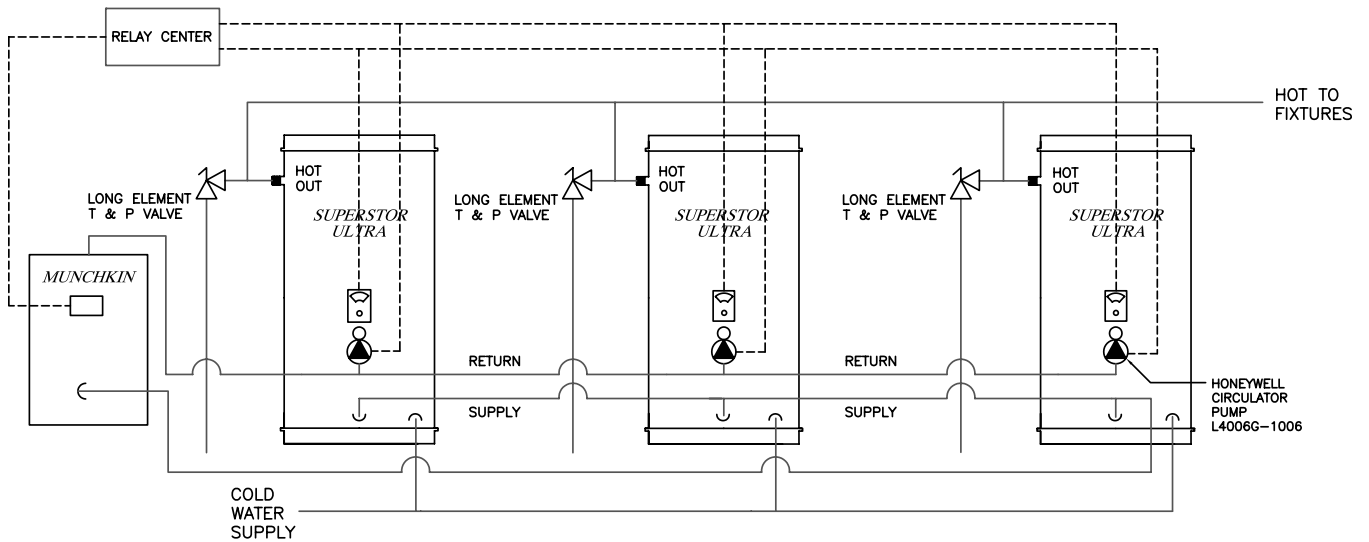 RELAY CENTER
HOT TO
FIXTURES
HOT
OUT
HOT
OUT
HOT
OUT
LONG ELEMENT
T & P VALVE
LONG ELEMENT
T & P VALVE
LONG ELEMENT
T & P VALVE
SUPERSTOR
ULTRA
SUPERSTOR
ULTRA
SUPERSTOR
ULTRA
MUNCHKIN
RETURN
RETURN
SUPPLY
SUPPLY
HONEYWELL
CIRCULATOR
PUMP
L4006G-1006
COLD
WATER
SUPPLY